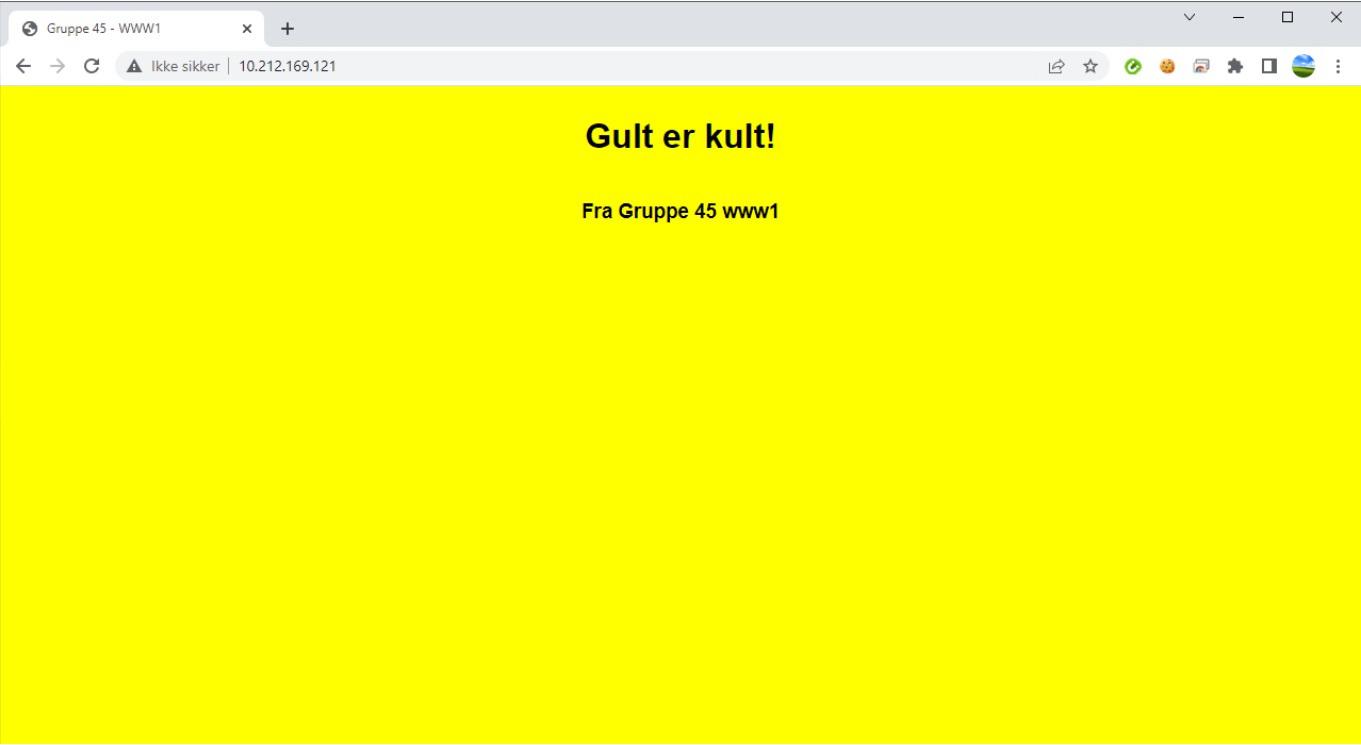 Gruppe 45 - WWW1
Ikke sikker
10.212.169.121
Gult er kult!
Fra Gruppe 45 www1